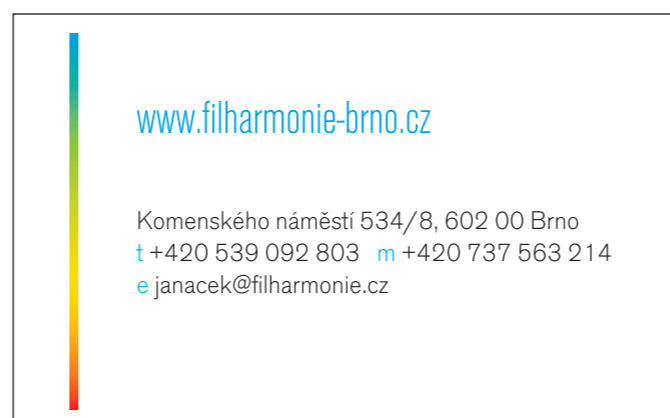 www.filharmonie-brno.cz
Komenského náměstí 534/8, 602 00 Brno
t +420 539 092 803 m +420 737 563 214
e janacek@filharmonie.cz